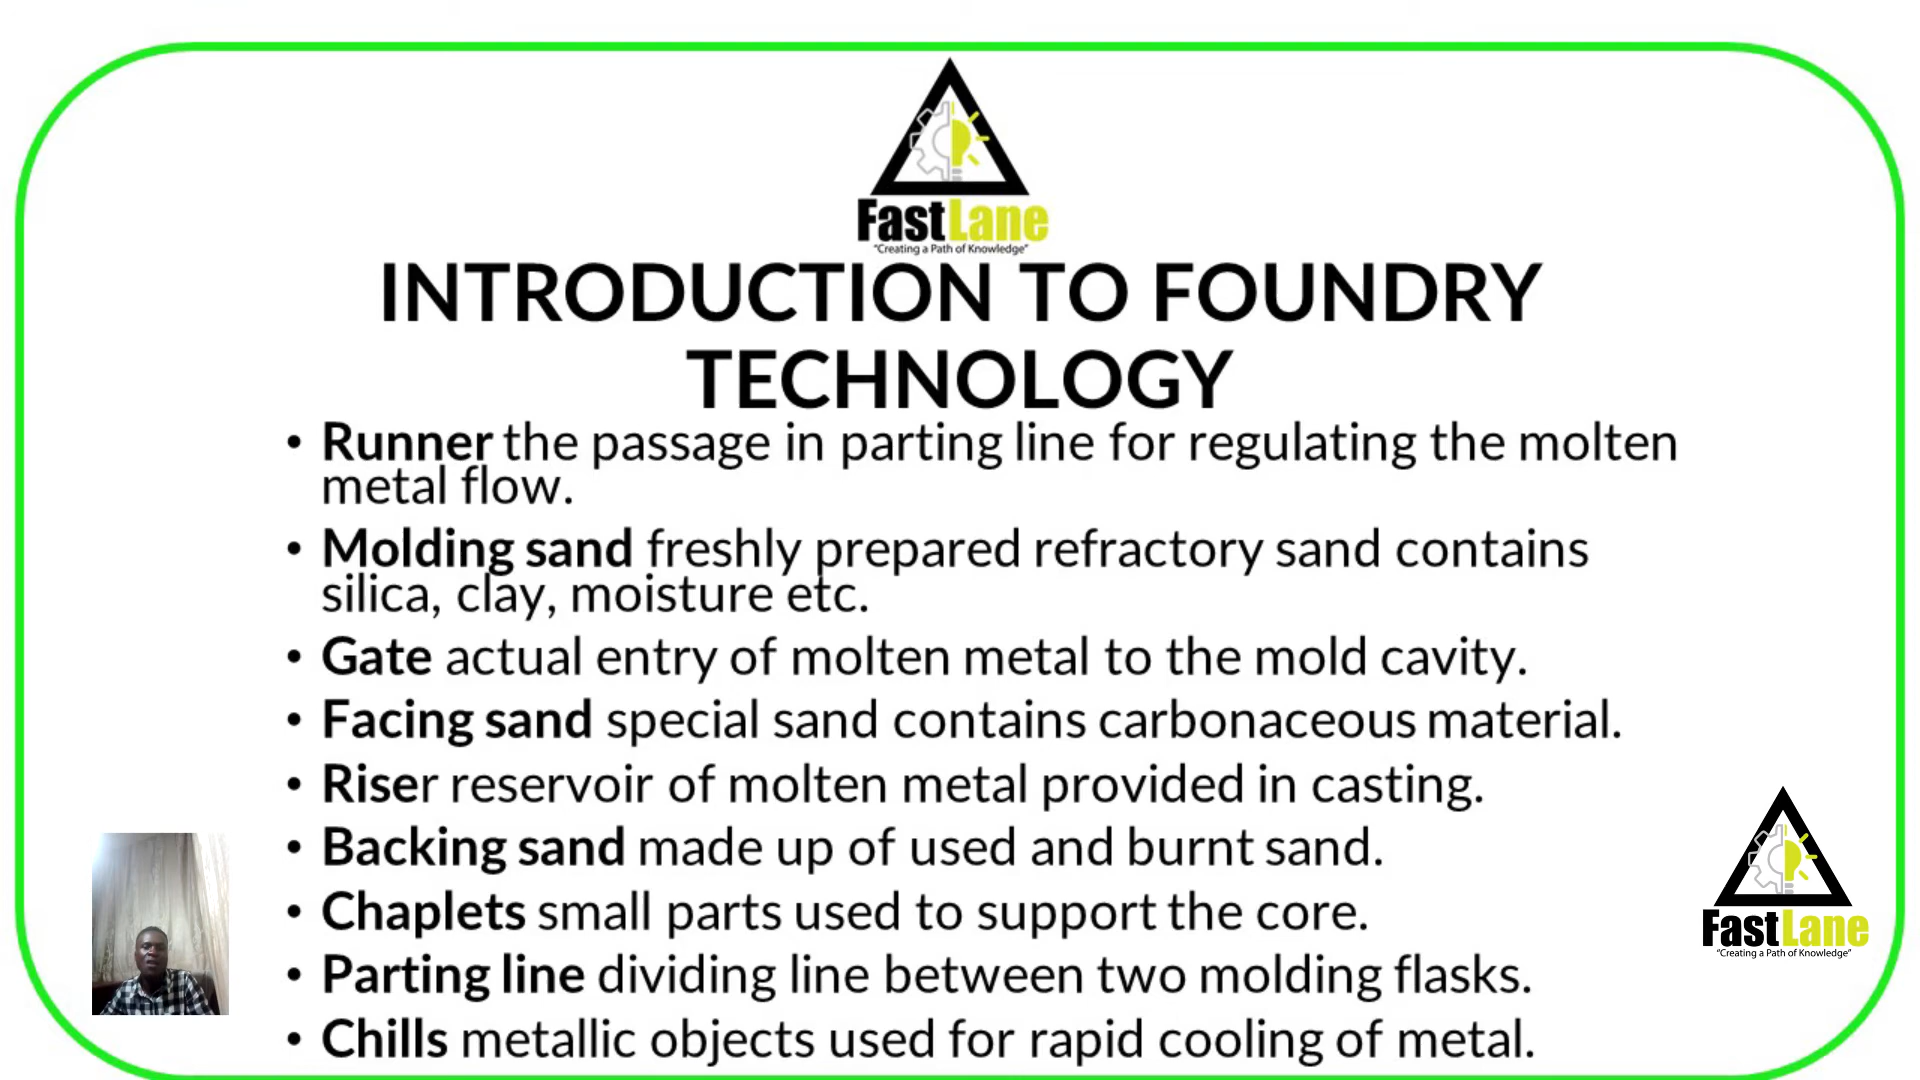 FastLane
"Creating a Path of Knowledge"
INTRODUCTION TO FOUNDRY
TECHNOLOGY
• Runner the passage in parting line for regulating the molten
metal flow.
• Molding sand freshly prepared refractory sand contains
silica, clay, moisture etc.
• Gate actual entry of molten metal to the mold cavity.
• Facing sand special sand contains carbonaceous material.
• Riser reservoir of molten metal provided in casting.
• Backing sand made up of used and burnt sand.
• Chaplets small parts used to support the core.
• Parting line dividing line between two molding flasks.
• Chills metallic objects used for rapid cooling of metal.
FastLane
"Creating a Path of Knowledge"